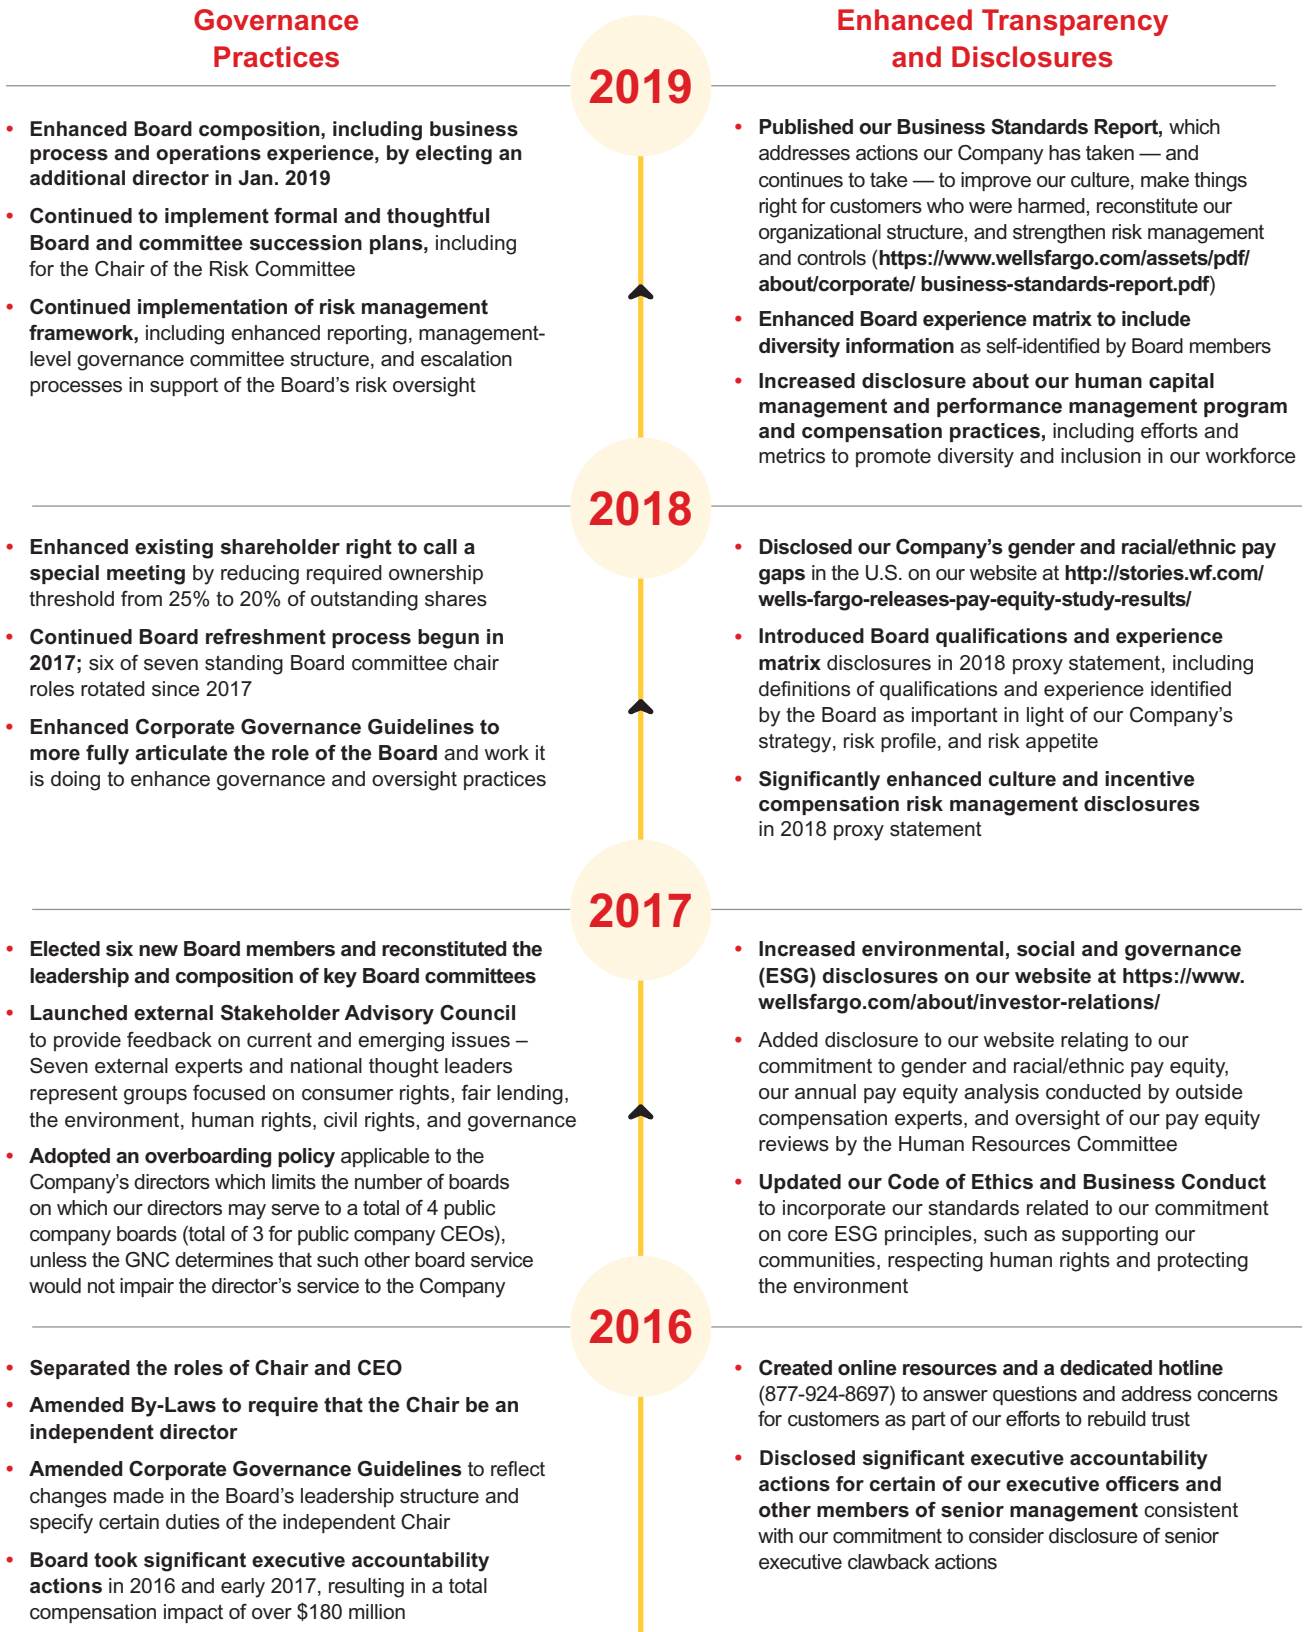 Governance
Practices
Enhanced Transparency
and Disclosures
2019
• Enhanced Board composition, including business
process and operations experience, by electing an
additional director in Jan. 2019
• Continued to implement formal and thoughtful
Board and committee succession plans, including
for the Chair of the Risk Committee
• Continued implementation of risk management
framework, including enhanced reporting, management-
level governance committee structure, and escalation
processes in support of the Board’s risk oversight
• Published our Business Standards Report, which
addresses actions our Company has taken — and
continues to take — to improve our culture, make things
right for customers who were harmed, reconstitute our
organizational structure, and strengthen risk management
and controls (https://www.wellsfargo.com/assets/pdf/
about/corporate/ business-standards-report.pdf)
• Enhanced Board experience matrix to include
diversity information as self-identified by Board members
• Increased disclosure about our human capital
management and performance management program
and compensation practices, including efforts and
metrics to promote diversity and inclusion in our workforce
2018
• Enhanced existing shareholder right to call a
special meeting by reducing required ownership
threshold from 25% to 20% of outstanding shares
• Continued Board refreshment process begun in
2017; six of seven standing Board committee chair
roles rotated since 2017
• Enhanced Corporate Governance Guidelines to
more fully articulate the role of the Board and work it
is doing to enhance governance and oversight practices
• Disclosed our Company’s gender and racial/ethnic pay
gaps in the U.S. on our website at http://stories.wf.com/
wells-fargo-releases-pay-equity-study-results/
• Introduced Board qualifications and experience
matrix disclosures in 2018 proxy statement, including
definitions of qualifications and experience identified
by the Board as important in light of our Company’s
strategy, risk profile, and risk appetite
• Significantly enhanced culture and incentive
compensation risk management disclosures
in 2018 proxy statement
2017
• Elected six new Board members and reconstituted the
leadership and composition of key Board committees
• Launched external Stakeholder Advisory Council
to provide feedback on current and emerging issues –
Seven external experts and national thought leaders
represent groups focused on consumer rights, fair lending,
the environment, human rights, civil rights, and governance
• Adopted an overboarding policy applicable to the
Company’s directors which limits the number of boards
on which our directors may serve to a total of 4 public
company boards (total of 3 for public company CEOs),
unless the GNC determines that such other board service
would not impair the director’s service to the Company
• Increased environmental, social and governance
(ESG) disclosures on our website at https://www.
wellsfargo.com/about/investor-relations/
• Added disclosure to our website relating to our
commitment to gender and racial/ethnic pay equity,
our annual pay equity analysis conducted by outside
compensation experts, and oversight of our pay equity
reviews by the Human Resources Committee
• Updated our Code of Ethics and Business Conduct
to incorporate our standards related to our commitment
on core ESG principles, such as supporting our
communities, respecting human rights and protecting
the environment
2016
• Separated the roles of Chair and CEO
• Amended By-Laws to require that the Chair be an
independent director
• Amended Corporate Governance Guidelines to reflect
changes made in the Board’s leadership structure and
specify certain duties of the independent Chair
• Board took significant executive accountability
actions in 2016 and early 2017, resulting in a total
compensation impact of over $180 million
• Created online resources and a dedicated hotline
(877-924-8697) to answer questions and address concerns
for customers as part of our efforts to rebuild trust
• Disclosed significant executive accountability
actions for certain of our executive officers and
other members of senior management consistent
with our commitment to consider disclosure of senior
executive clawback actions